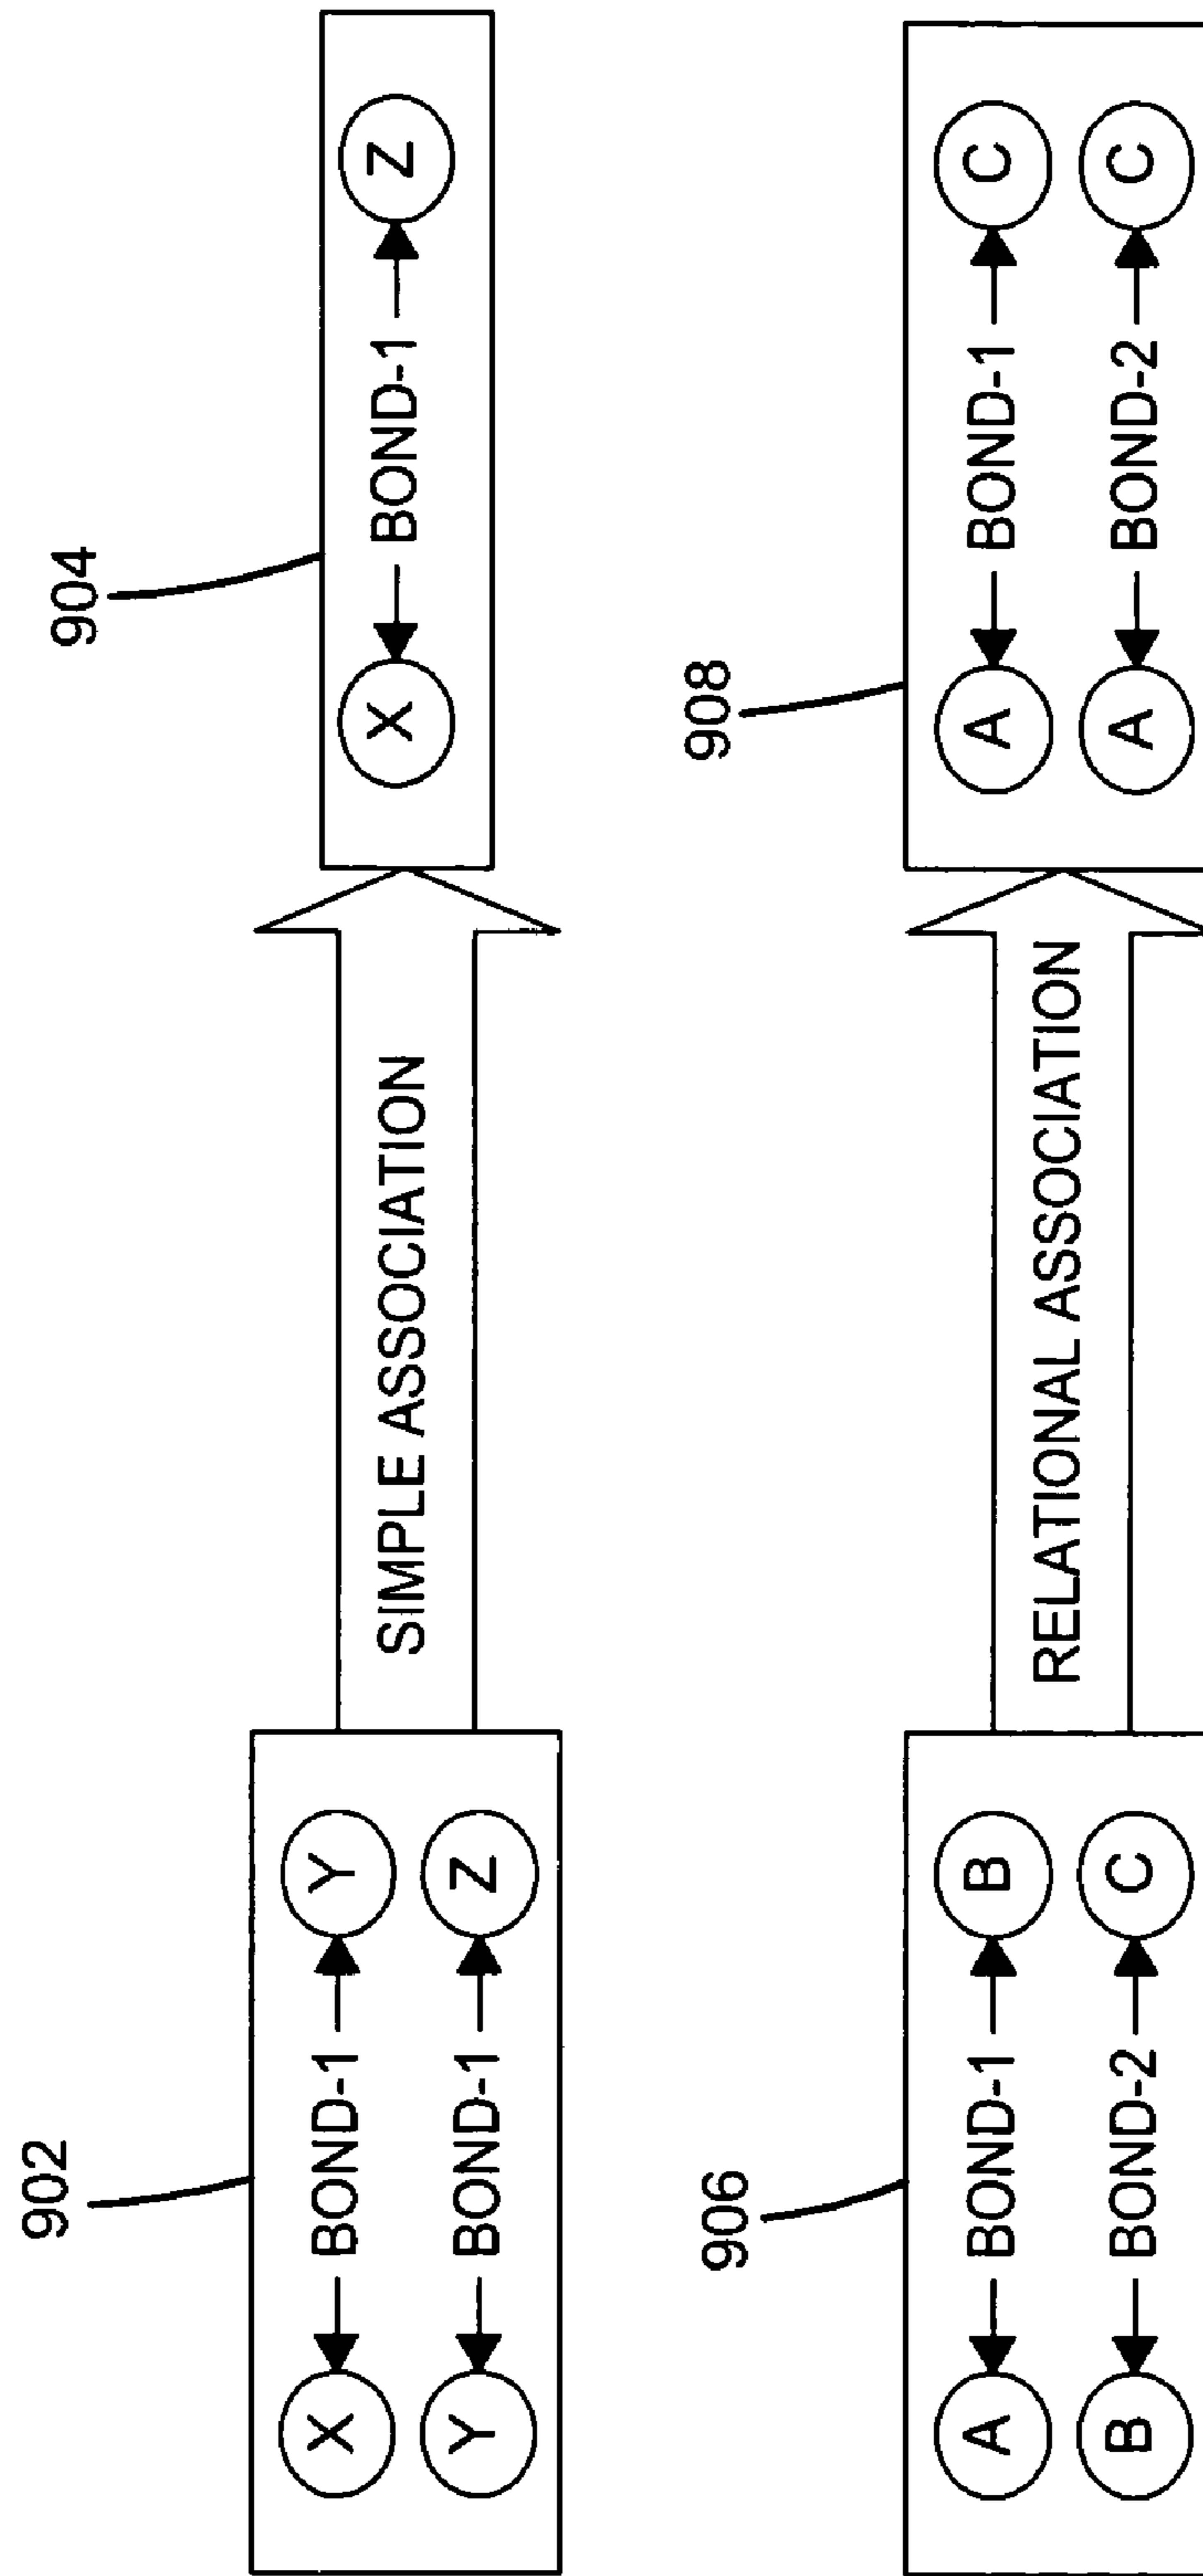 902
X BOND-1 Y
Y BOND-1 Z
SIMPLE ASSOCIATION
904
X BOND-1 Z
906
A BOND-1 B
B BOND-2 C
RELATIONAL ASSOCIATION
908
A BOND-1 C
A BOND-2 C